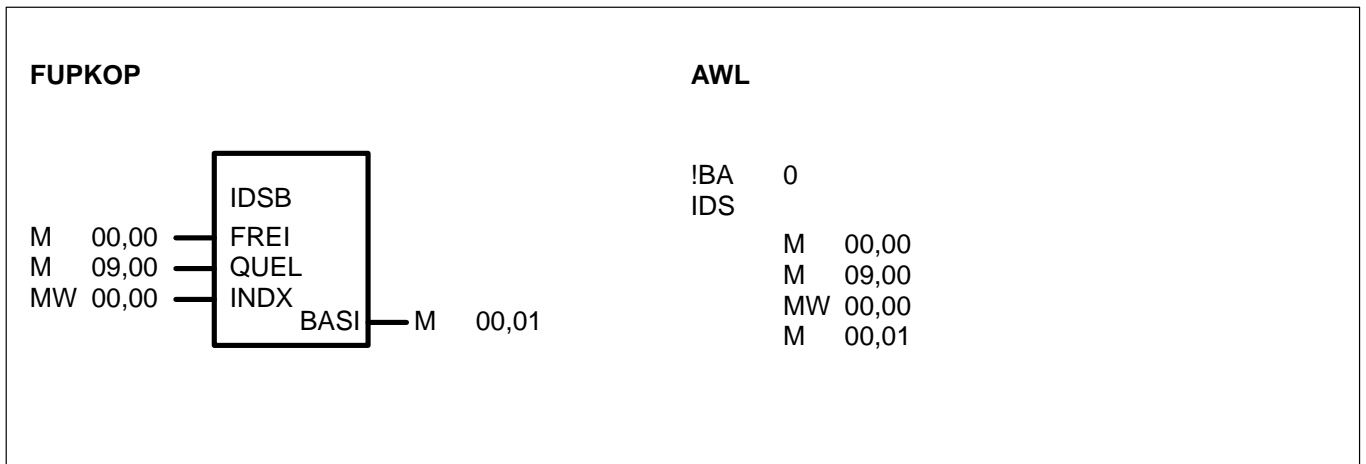 FUPKOP
IDSB
M 00,00 FREI
M 09,00 QUEL
MW 00,00 INDX
BASI M 00,01
AWL
!BA 0
IDS
M 00,00
M 09,00
MW 00,00
M 00,01